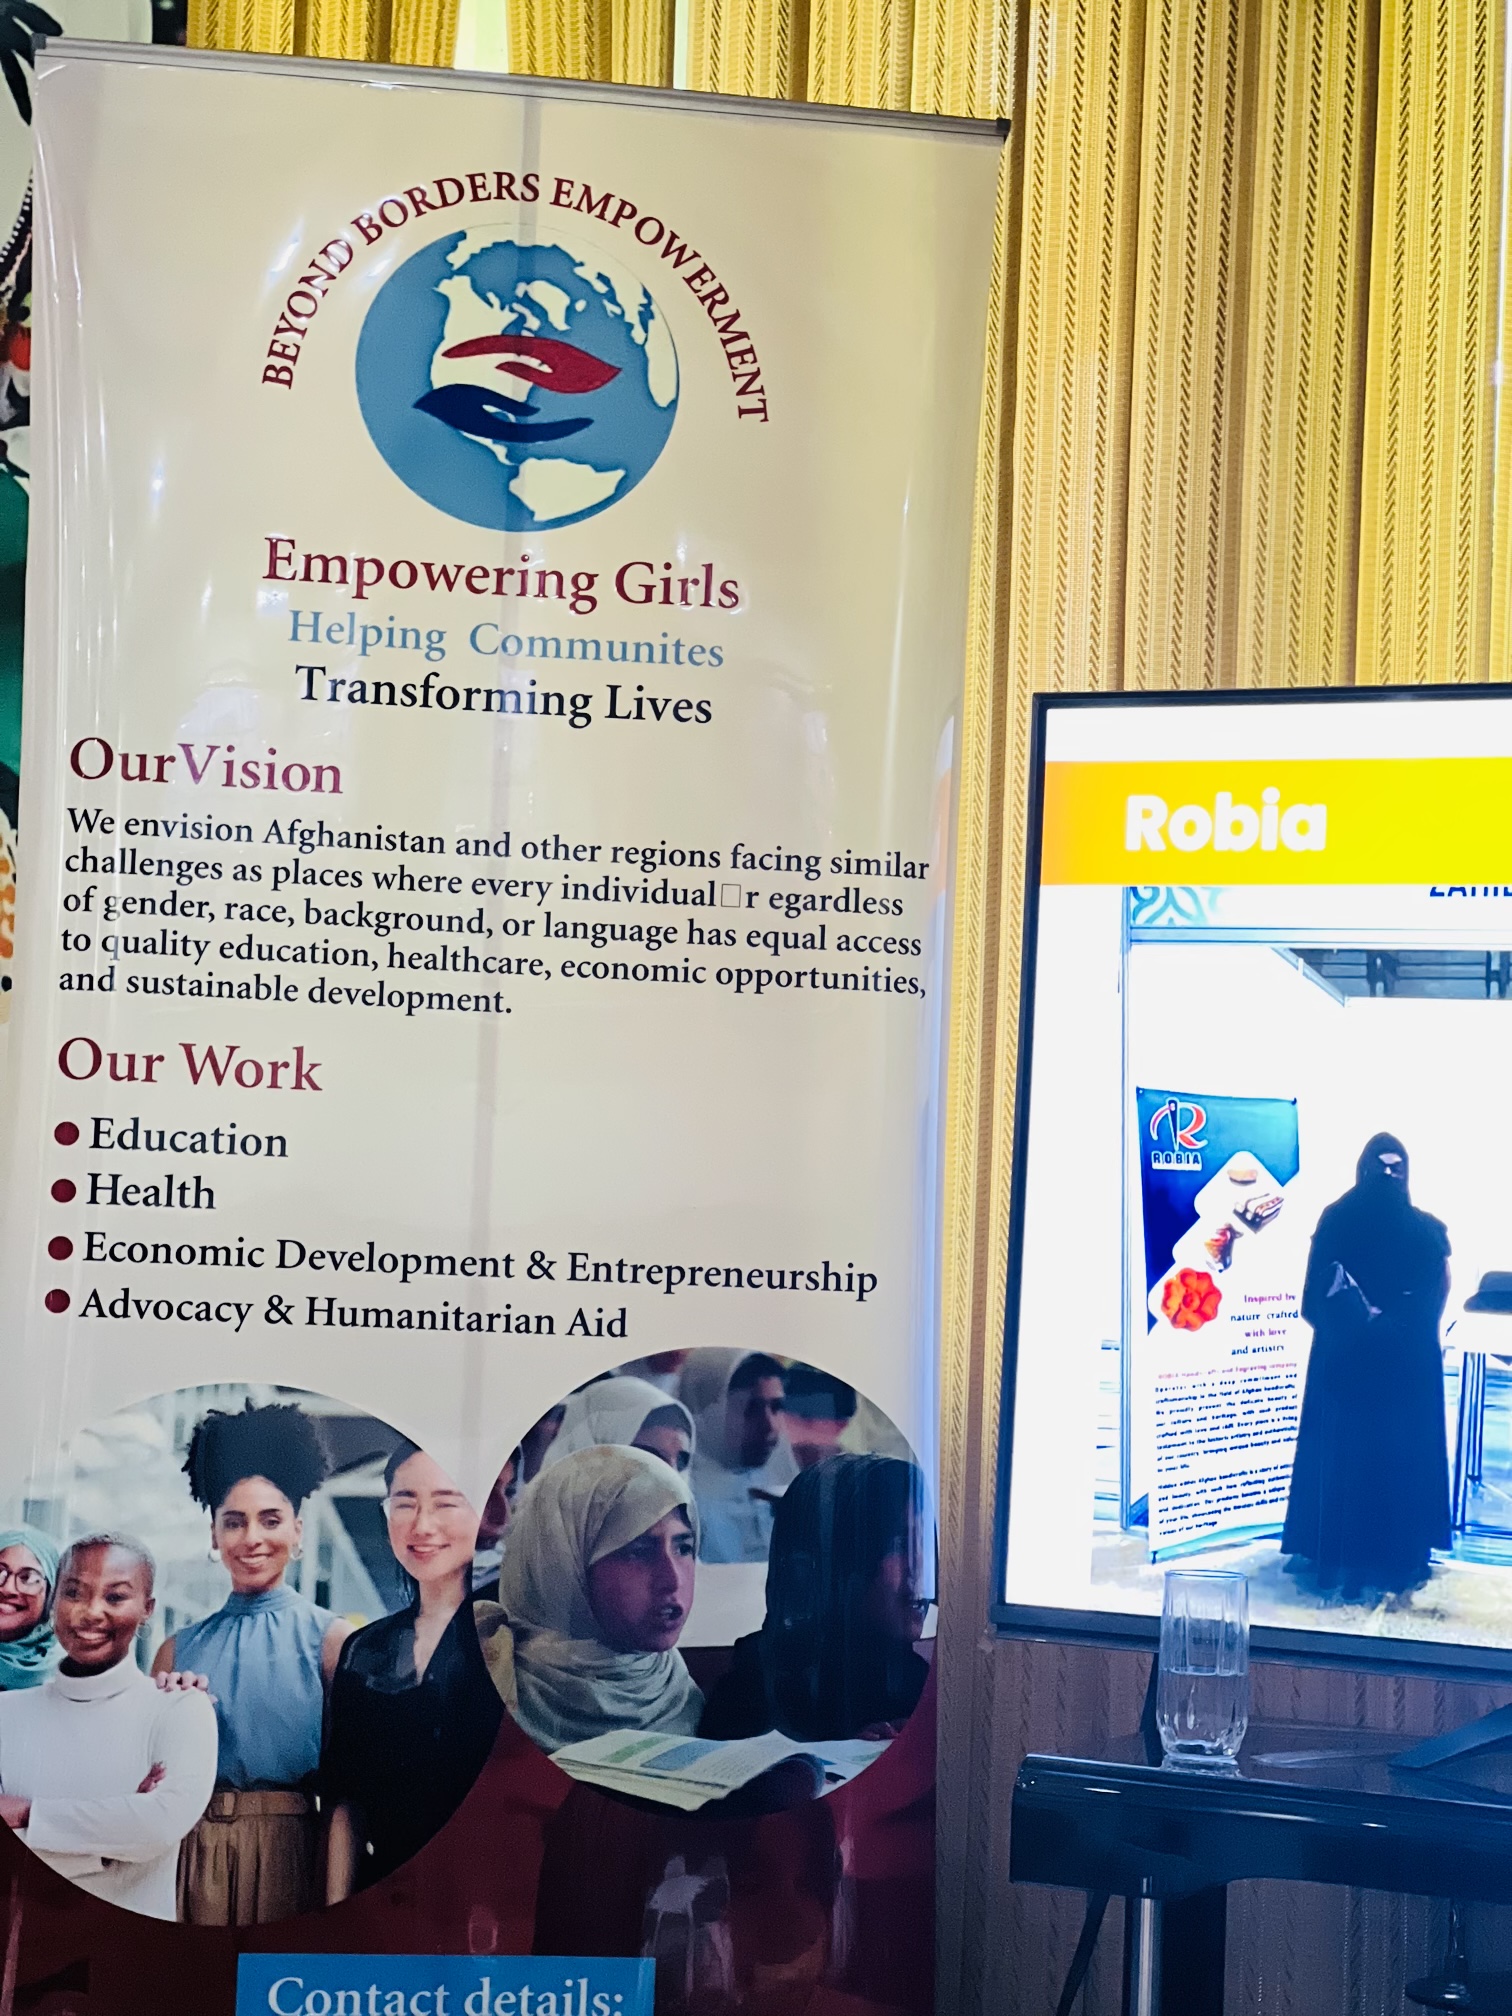 BEYOND BORDERS EMPOWERMENT
Empowering Girls
Helping Communites
Transforming Lives
OurVision
We envision Afghanistan and other regions facing similar
challenges as places where every individual□r egardless
of gender, race, background, or language has equal access
to quality education, healthcare, economic opportunities,
and sustainable development.
Our Work
● Education
● Health
● Economic Development & Entrepreneurship
● Advocacy & Humanitarian Aid
Contact details:
Robia
R
ROBIA
Inspired by
nature crafted
with love
and artistry